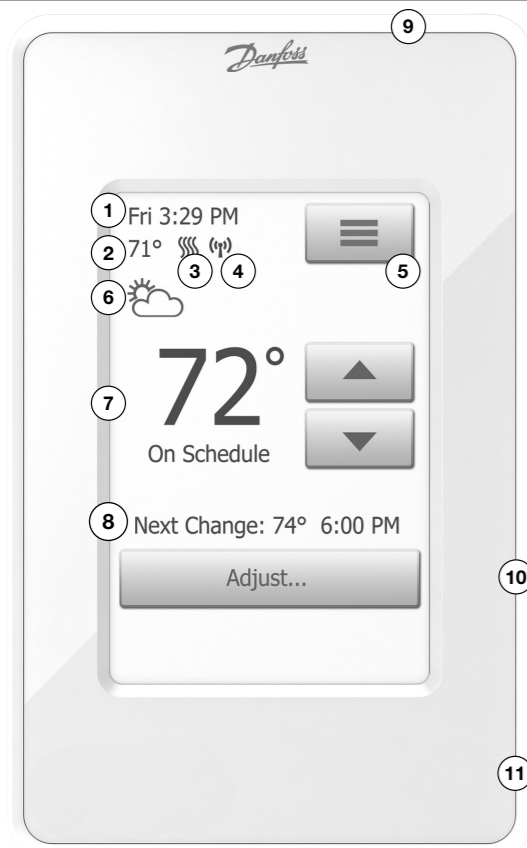 9
Danfoss
1 Fri 3:29 PM
2 71°
3 4
5
6
72°
7
On Schedule
8 Next Change: 74° 6:00 PM
Adjust...
10
11